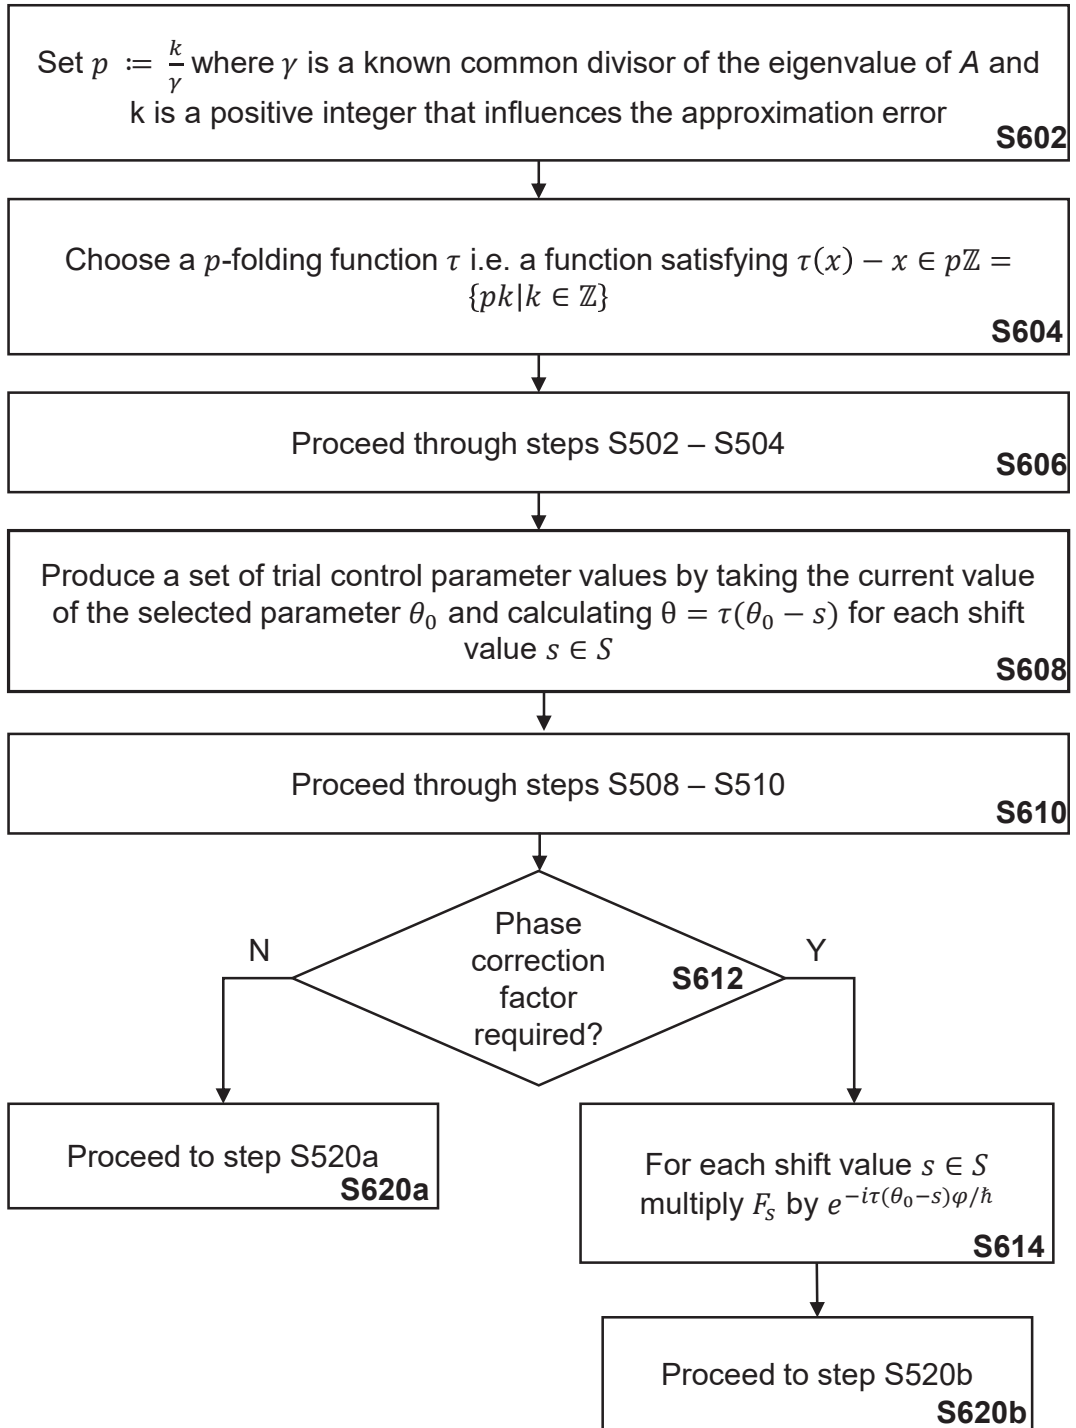 Set p := k/γ where γ is a known common divisor of the eigenvalue of A and
k is a positive integer that influences the approximation error
S602
Choose a p-folding function τ i.e. a function satisfying τ(x) − x ∈ pℤ =
{pk|k ∈ ℤ}
S604
Proceed through steps S502 – S504
S606
Produce a set of trial control parameter values by taking the current value
of the selected parameter θ₀ and calculating θ = τ(θ₀ − s) for each shift
value s ∈ S
S608
Proceed through steps S508 – S510
S610
Phase
correction
factor
required?
S612
N
Y
Proceed to step S520a
S620a
For each shift value s ∈ S
multiply Fₛ by e^{−iτ(θ₀−s)φ/ℏ}
S614
Proceed to step S520b
S620b